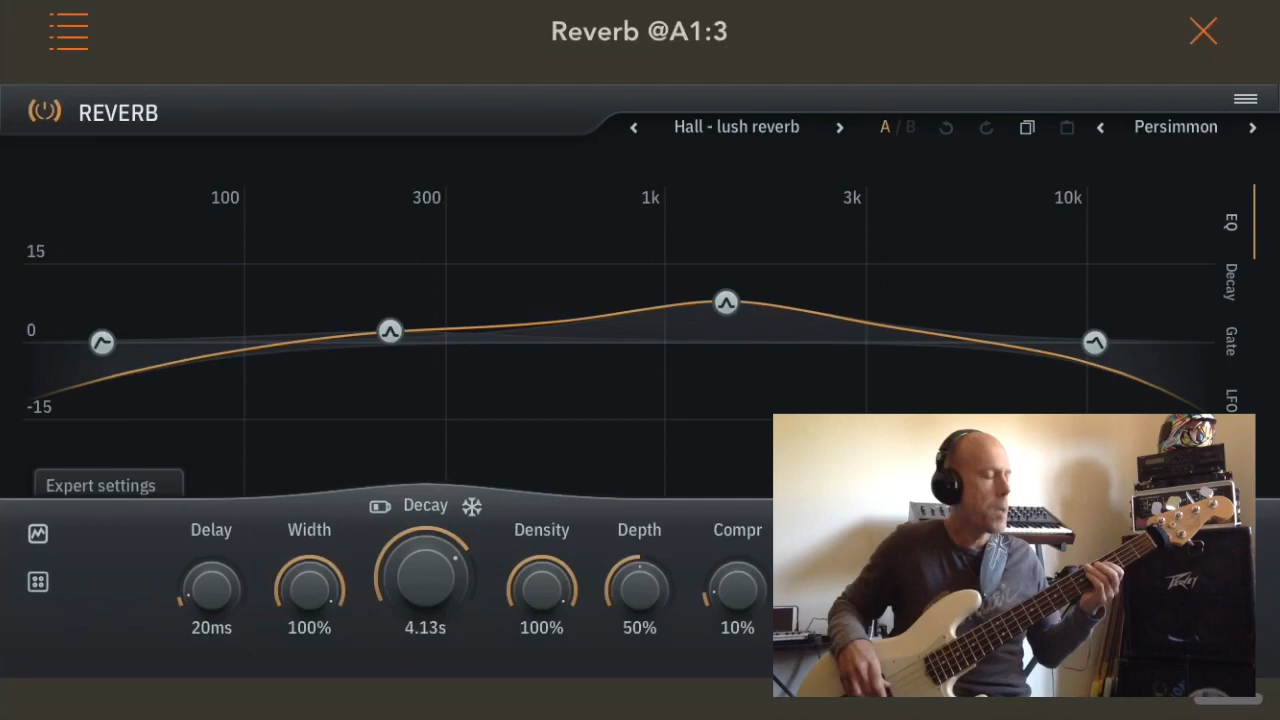 Reverb @A1:3
REVERB
Hall - lush reverb
A / B
Persimmon
100
300
1k
3k
10k
15
0
-15
EQ
Decay
Gate
LFO
Expert settings
Decay
Delay
Width
Density
Depth
Compr
20ms
100%
4.13s
100%
50%
10%
PEAVEY